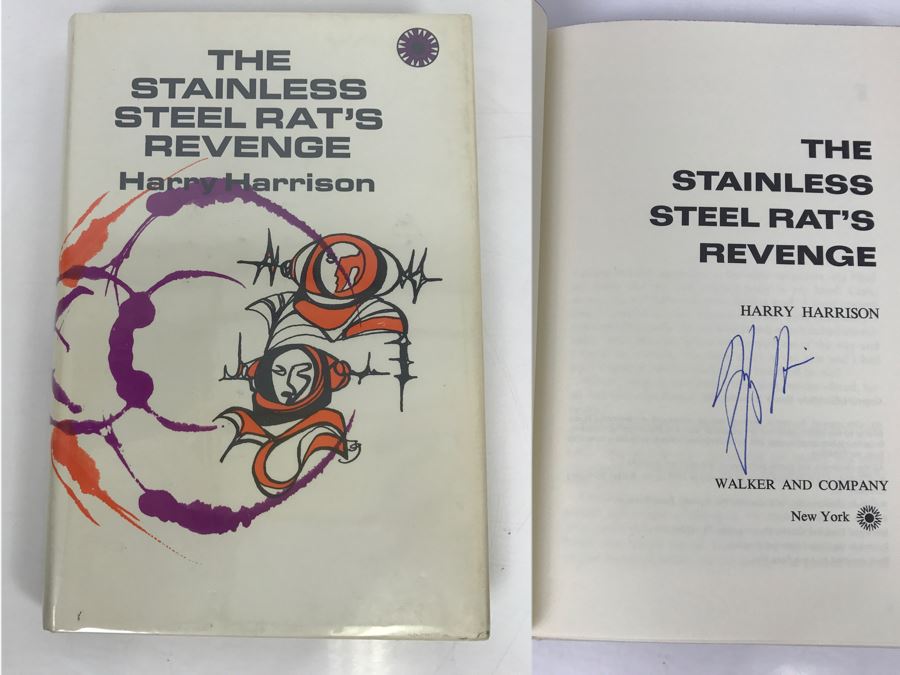 THE
STAINLESS
STEEL RAT'S
REVENGE
Harry Harrison
THE
STAINLESS
STEEL RAT'S
REVENGE
HARRY HARRISON
WALKER AND COMPANY
New York